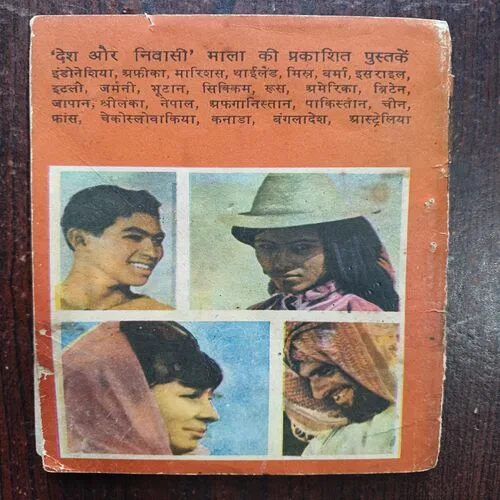 'देश और निवासी' माला की प्रकाशित पुस्तकें
इंडोनेशिया, अफ्रीका, मारिशस, थाईलैंड, मिस्र, बर्मा, इसराइल,
इटली, जर्मनी, भूटान, सिक्किम, रूस, अमेरिका, ब्रिटेन,
जापान, श्रीलंका, नेपाल, अफगानिस्तान, पाकिस्तान, चीन,
फ्रांस, चेकोस्लोवाकिया, कनाडा, बंगलादेश, आस्ट्रेलिया